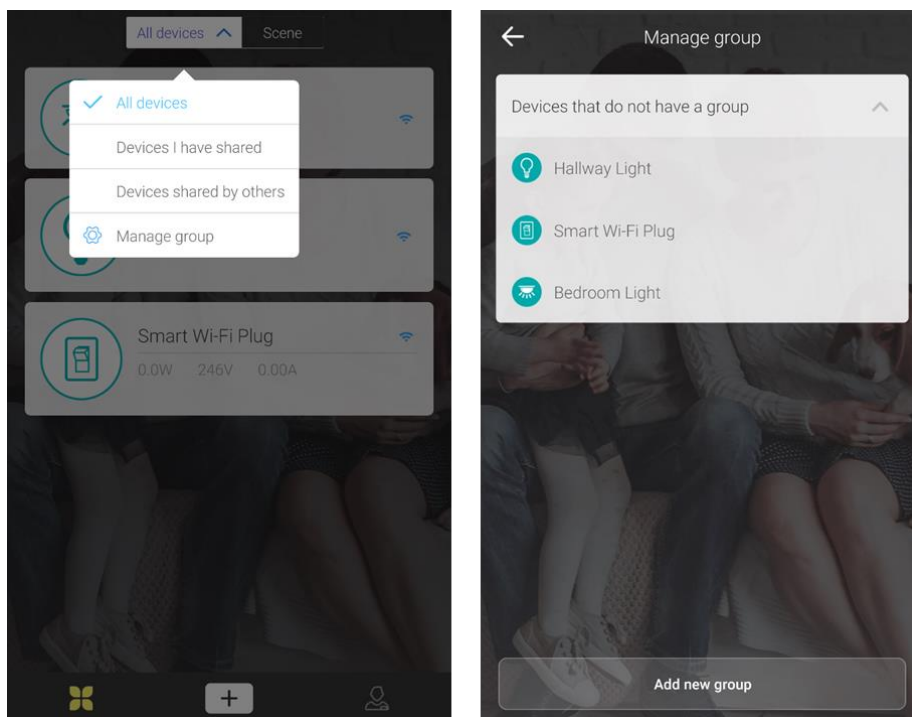 All devices
Scene
All devices
Devices I have shared
Devices shared by others
Manage group
Smart Wi-Fi Plug
0.0W 246V 0.00A
Manage group
Devices that do not have a group
Hallway Light
Smart Wi-Fi Plug
Bedroom Light
Add new group